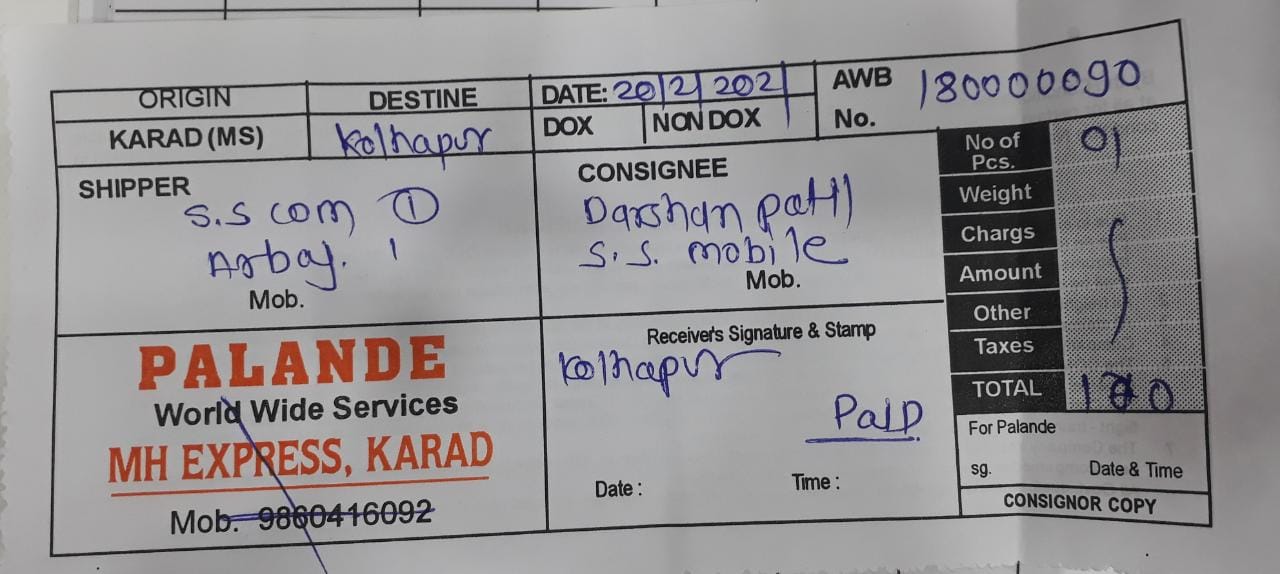 ORIGIN
DESTINE
DATE: 20/2/202
AWB No. 180000090
KARAD (MS)
Kolhapur
DOX
NON DOX
SHIPPER
S.S com ①
Arbaj. 1
Mob.
CONSIGNEE
Darshan patil
S.S. mobile
Mob.
No of Pcs. 01
Weight
Chargs
Amount
Other
Taxes
TOTAL
PALANDE
World Wide Services
MH EXPRESS, KARAD
Mob. 9860416092
Receiver's Signature & Stamp
Kolhapur
PaID
Date :
Time :
For Palande
sg.
Date & Time
CONSIGNOR COPY